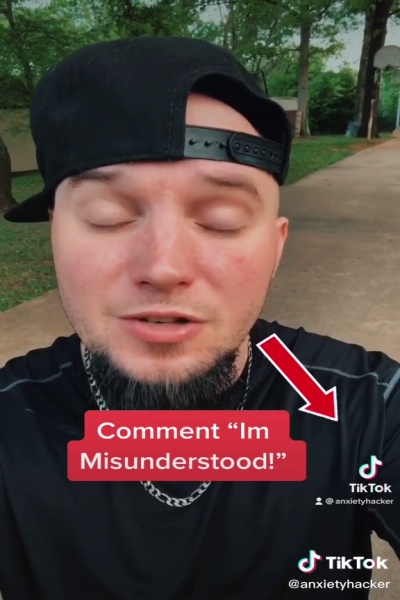 Comment “Im
Misunderstood!”
TikTok
@anxietyhacker
TikTok
@anxietyhacker